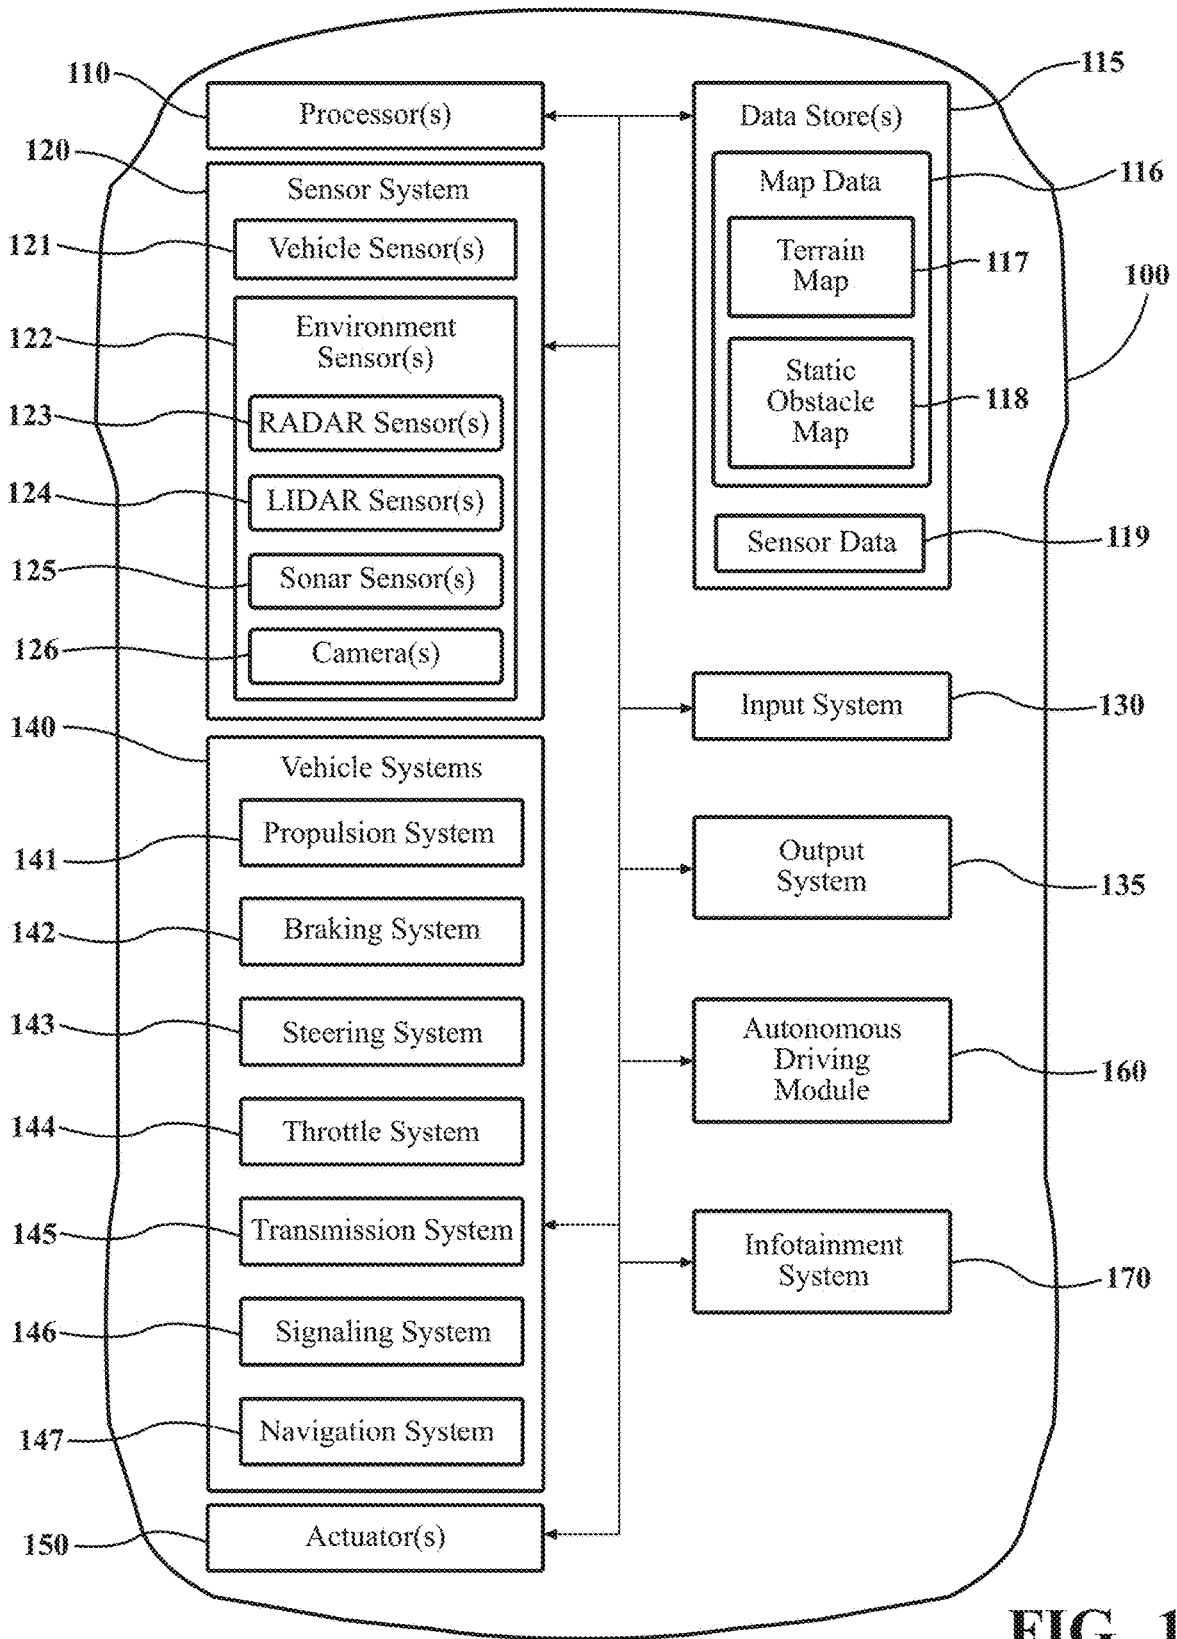 110
Processor(s)
120
Sensor System
121
Vehicle Sensor(s)
122
Environment
Sensor(s)
123
RADAR Sensor(s)
124
LIDAR Sensor(s)
125
Sonar Sensor(s)
126
Camera(s)
140
Vehicle Systems
141
Propulsion System
142
Braking System
143
Steering System
144
Throttle System
145
Transmission System
146
Signaling System
147
Navigation System
150
Actuator(s)
115
Data Store(s)
Map Data
116
Terrain
Map
117
100
Static
Obstacle
Map
118
Sensor Data
119
Input System
130
Output
System
135
Autonomous
Driving
Module
160
Infotainment
System
170
FIG. 1